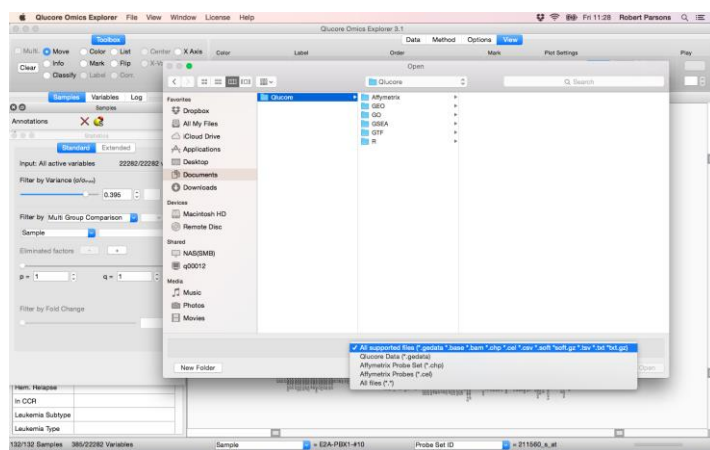 Qlucore Omics Explorer File View Window License Help
Fri 11:28 Robert Parsons
Qlucore Omics Explorer 3.1
Toolbox
Data Method Options View
Multi. Move Color List Center X Axis
Info Mark Flip
Clear
Classify Label
Color Label Order Mark Plot Settings Play
Open
Qlucore
Search
Samples Variables Log
Samples
Annotations
Statistics
Standard Extended
Input: All active variables 22282/22282
Filter by Variance
0.395
Filter by Multi Group Comparison
Sample
Eliminated factors
p = 1 q = 1
Filter by Fold Change
Favorites
Dropbox
All My Files
iCloud Drive
Applications
Desktop
Documents
Downloads
Devices
Macintosh HD
Remote Disc
Shared
NAS(SMB)
q00012
Media
Music
Photos
Movies
Qlucore
Affymetrix
GEO
GO
GSEA
GTF
R
All supported files (*.gedata *.base *.bam *.chp *.cel *.csv *.soft *soft.gz *.tsv *.txt *txt.gz)
Qlucore Data (*.gedata)
Affymetrix Probe Set (*.chp)
Affymetrix Probes (*.cel)
All files (*.*)
New Folder
Open
Hem. Relapse
In CCR
Leukemia Subtype
Leukemia Type
132/132 Samples 385/22282 Variables
Sample = E2A-PBX1-#10 Probe Set ID = 211560_s_at